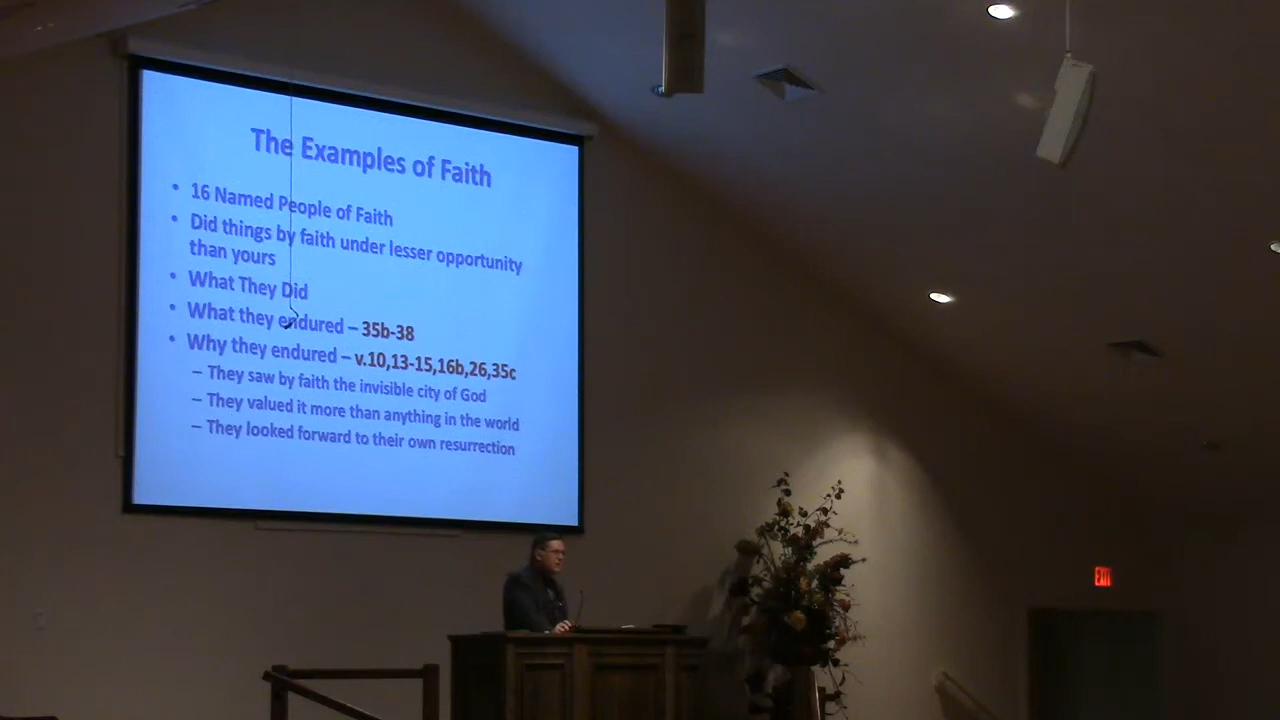 The Examples of Faith
• 16 Named People of Faith
• Did things by faith under lesser opportunity
than yours
• What They Did
• What they endured – 35b-38
• Why they endured – v.10,13-15,16b,26,35c
– They saw by faith the invisible city of God
– They valued it more than anything in the world
– They looked forward to their own resurrection
EXIT